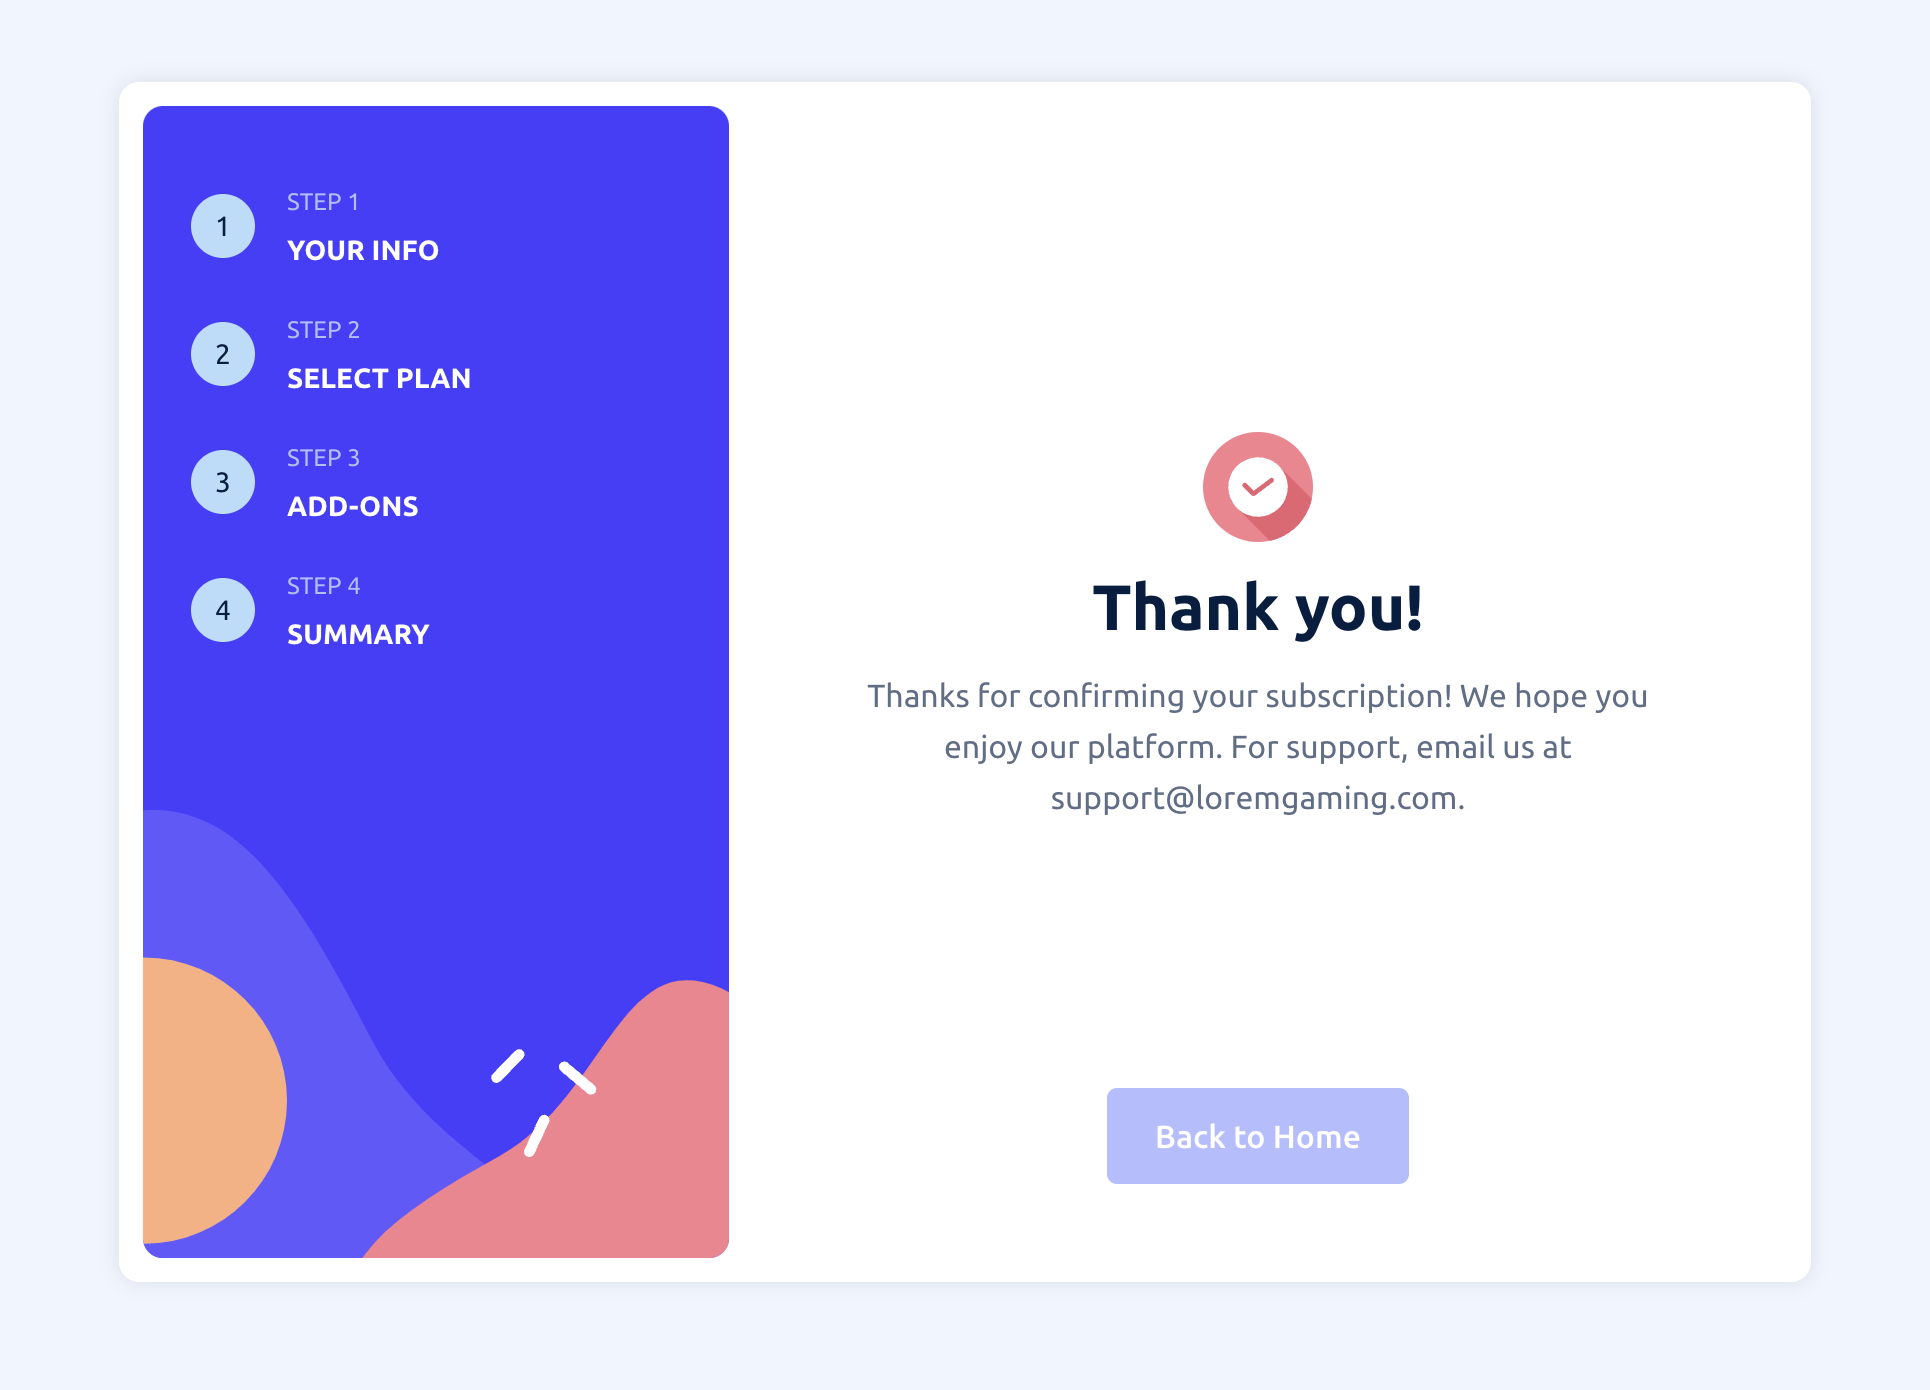 1
STEP 1
YOUR INFO
2
STEP 2
SELECT PLAN
3
STEP 3
ADD-ONS
4
STEP 4
SUMMARY
Thank you!
Thanks for confirming your subscription! We hope you
enjoy our platform. For support, email us at
support@loremgaming.com.
Back to Home